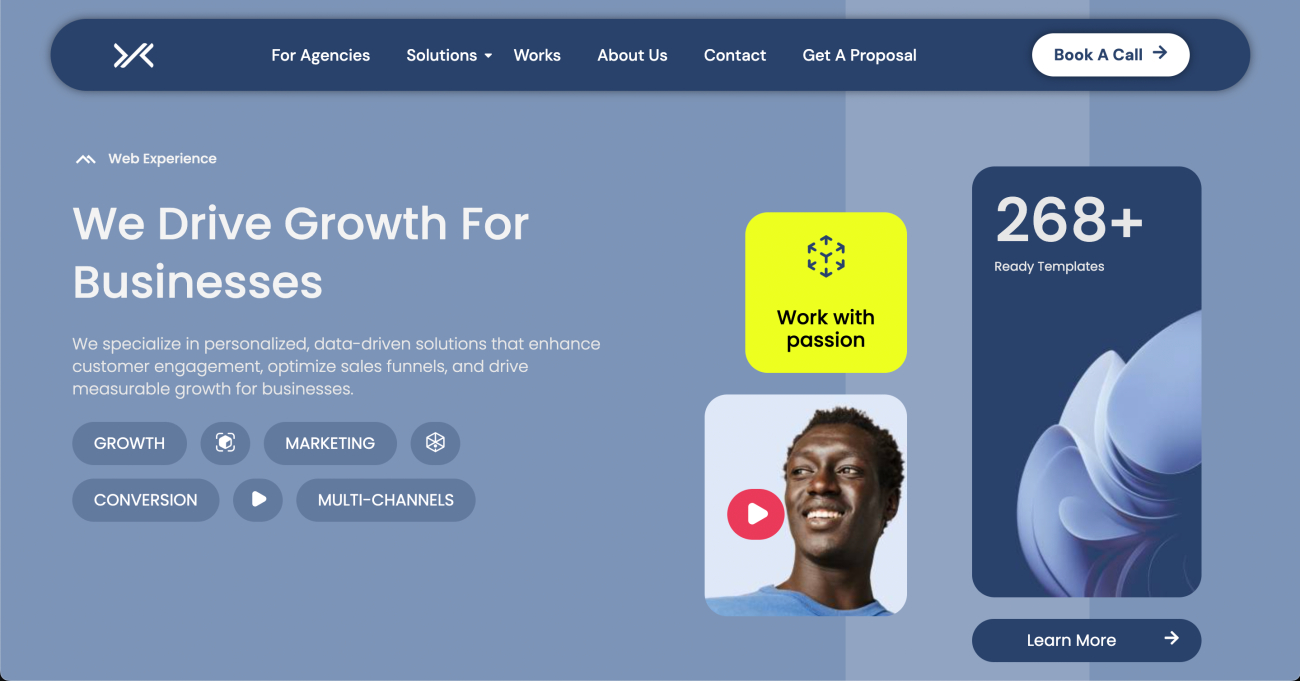 For Agencies
Solutions
Works
About Us
Contact
Get A Proposal
Book A Call
Web Experience
We Drive Growth For
Businesses
We specialize in personalized, data-driven solutions that enhance
customer engagement, optimize sales funnels, and drive
measurable growth for businesses.
GROWTH
MARKETING
CONVERSION
MULTI-CHANNELS
Work with
passion
268+
Ready Templates
Learn More